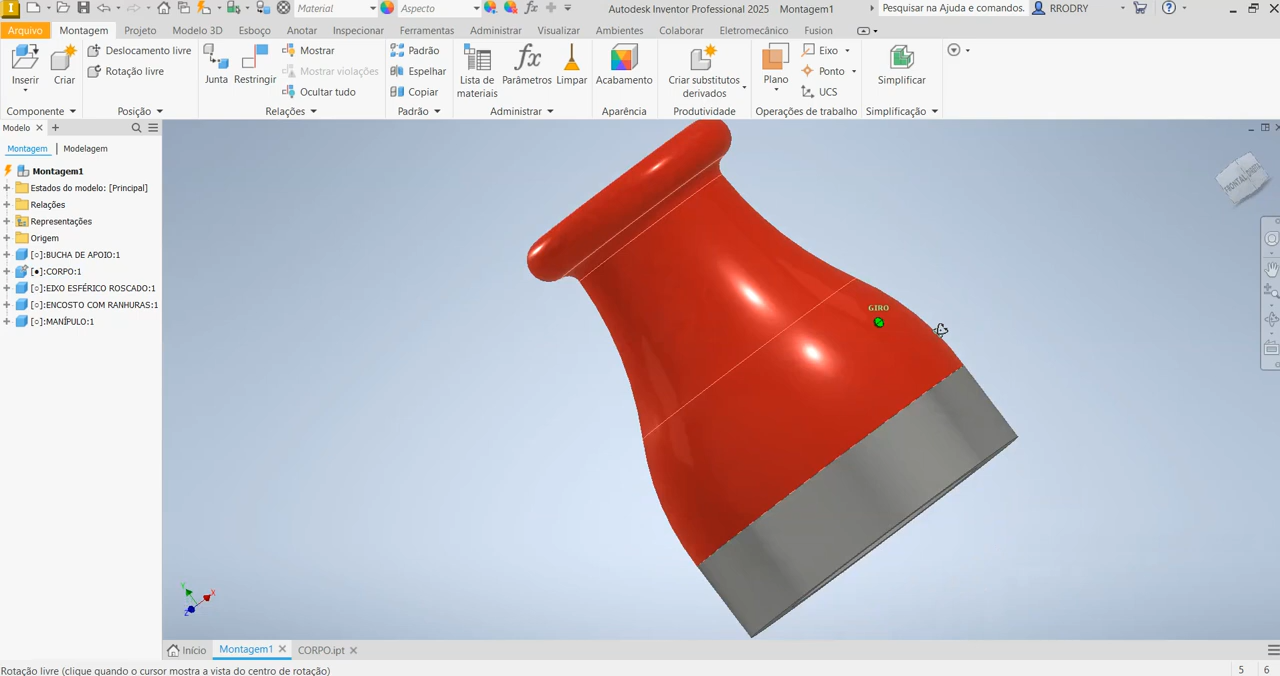 Material
Aspecto
Autodesk Inventor Professional 2025 Montagem1
Pesquisar na Ajuda e comandos.
RRODRY
Arquivo Montagem Projeto Modelo 3D Esboço Anotar Inspecionar Ferramentas Administrar Visualizar Ambientes Colaborar Eletromecânico Fusion
Inserir
Criar
Deslocamento livre
Rotação livre
Junta
Restringir
Mostrar
Mostrar violações
Ocultar tudo
Padrão
Espelhar
Copiar
Lista de
materiais
Parâmetros
Limpar
Acabamento
Criar substitutos
derivados
Plano
Eixo
Ponto
UCS
Simplificar
Componente Posição Relações Padrão Administrar Aparência Produtividade Operações de trabalho Simplificação
Modelo
Montagem Modelagem
Montagem1
Estados do modelo: [Principal]
Relações
Representações
Origem
[○]:BUCHA DE APOIO:1
[●]:CORPO:1
[○]:EIXO ESFÉRICO ROSCADO:1
[○]:ENCOSTO COM RANHURAS:1
[○]:MANÍPULO:1
GIRO
Y
X
Z
Início Montagem1 CORPO.ipt
Rotação livre (clique quando o cursor mostra a vista do centro de rotação)
5 6